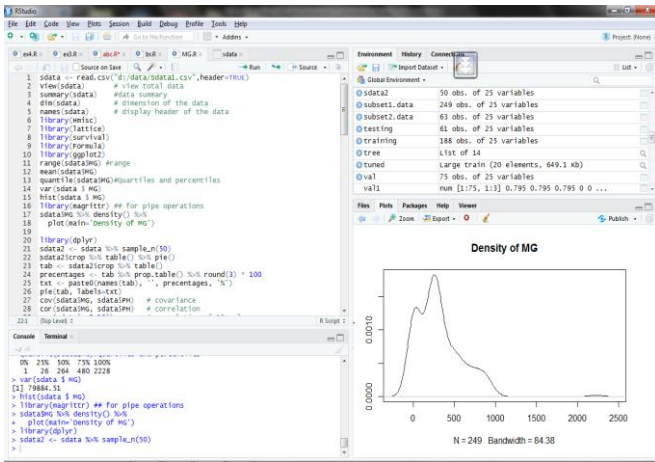 RStudio
File Edit Code View Plots Session Build Debug Profile Tools Help
Go to file/function Addins
Project: (None)
ex4.R ex3.R abc.R* br.R MG.R sdata
Source on Save Run Source
1 sdata <- read.csv("d:/data/sdata1.csv",header=TRUE)
2 View(sdata) # view total data
3 summary(sdata) #data summary
4 dim(sdata) # dimension of the data
5 names(sdata) # display header of the data
6 library(Hmisc)
7 library(lattice)
8 library(survival)
9 library(Formula)
10 library(ggplot2)
11 range(sdata$MG) #range
12 mean(sdata$MG)
13 quantile(sdata$MG)#Quartiles and percentiles
14 var(sdata $ MG)
15 hist(sdata $ MG)
16 library(magrittr) ## for pipe operations
17 sdata$MG %>% density() %>%
18 plot(main='Density of MG')
19
20 library(dplyr)
21 sdata2 <- sdata %>% sample_n(50)
22 sdata2$crop %>% table() %>% pie()
23 tab <- sdata2$crop %>% table()
24 precentages <- tab %>% prop.table() %>% round(3) * 100
25 txt <- paste0(names(tab), '', precentages, '%')
26 pie(tab, labels=txt)
27 cov(sdata$MG, sdata$PH) # covariance
28 cor(sdata$MG, sdata$PH) # correlation
22:1 (Top Level) R Script
Console Terminal
0% 25% 50% 75% 100%
1 26 264 480 2228
> var(sdata $ MG)
[1] 79884.51
> hist(sdata $ MG)
> library(magrittr) ## for pipe operations
> sdata$MG %>% density() %>%
+ plot(main='Density of MG')
> library(dplyr)
> sdata2 <- sdata %>% sample_n(50)
>
Environment History Connections
Import Dataset List
Global Environment
sdata2 50 obs. of 25 variables
subset1.data 249 obs. of 25 variables
subset2.data 63 obs. of 25 variables
testing 61 obs. of 25 variables
training 188 obs. of 25 variables
tree List of 14
tuned Large train (20 elements, 649.1 kb)
val 75 obs. of 25 variables
val1 num [1:75, 1:3] 0.795 0.795 0.795 0 0 ...
Files Plots Packages Help Viewer
Zoom Export Publish
Density of MG
0.0010
0.0000
0 500 1000 1500 2000 2500
N = 249 Bandwidth = 84.38